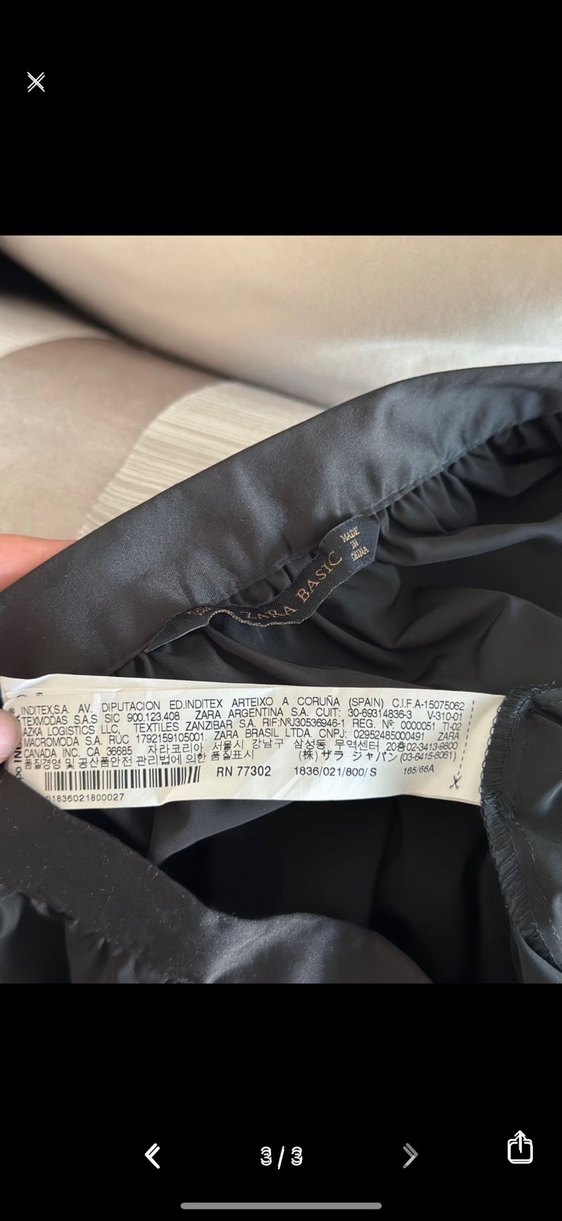 ZARA BASIC
MADE
IN
INDITEX,S.A. AV. DIPUTACION ED.INDITEX ARTEIXO A CORUÑA (SPAIN) C.I.F A-15075062
TEXMODAS S.A.S SIC 900.123.408 ZARA ARGENTINA S.A. CUIT: 30-69314836-3 V-310-01
AZKA LOGISTICS LLC TEXTILES ZANZIBAR S.A. RIF:Nº:J30536946-1 REG. Nº 0000051 TI-02
MACROMODA S.A. RUC 1792159105001 ZARA BRASIL LTDA. CNPJ: 02952485000491 ZARA
CANADA INC. CA 36685 자라코리아 서울시 강남구 삼성동 무역센터 20층02-3413-9800
품질경영 및 공산품안전 관리법에 의한 품질표시 (株) ザラ ジャパン (03-6415-8061)
RN 77302 1836/021/800/S 165/66A
01836021800027
3/3